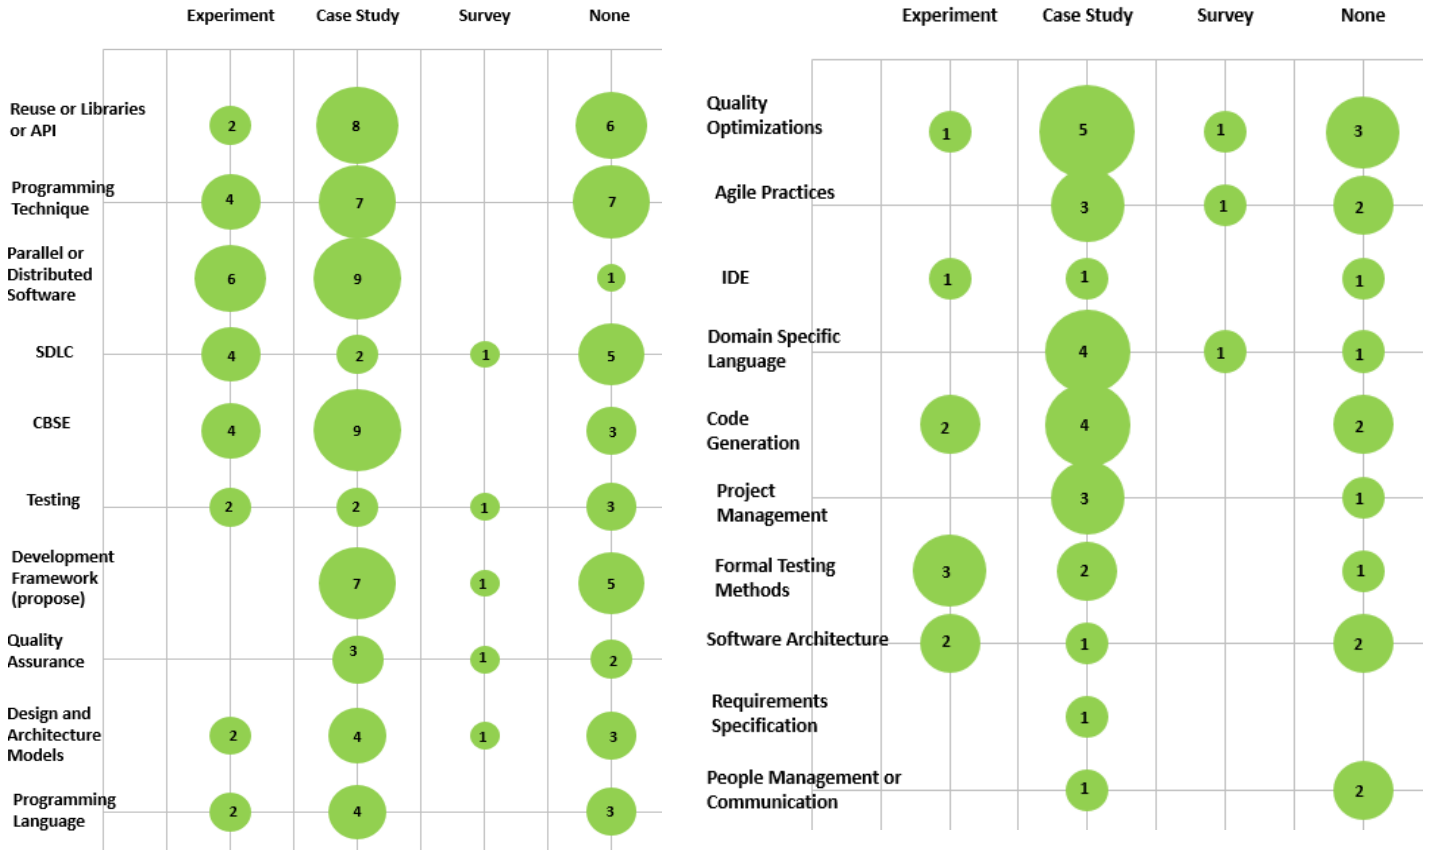 Experiment Case Study Survey None
Reuse or Libraries
or API
2 8 6
Programming
Technique
4 7 7
Parallel or
Distributed
Software
6 9 1
SDLC
4 2 1 5
CBSE
4 9 3
Testing
2 2 1 3
Development
Framework
(propose)
7 1 5
Quality
Assurance
3 1 2
Design and
Architecture
Models
2 4 1 3
Programming
Language
2 4 3
Experiment Case Study Survey None
Quality
Optimizations
1 5 1 3
Agile Practices
3 1 2
IDE
1 1 1
Domain Specific
Language
4 1 1
Code
Generation
2 4 2
Project
Management
3 1
Formal Testing
Methods
3 2 1
Software Architecture
2 1 2
Requirements
Specification
1
People Management or
Communication
1 2